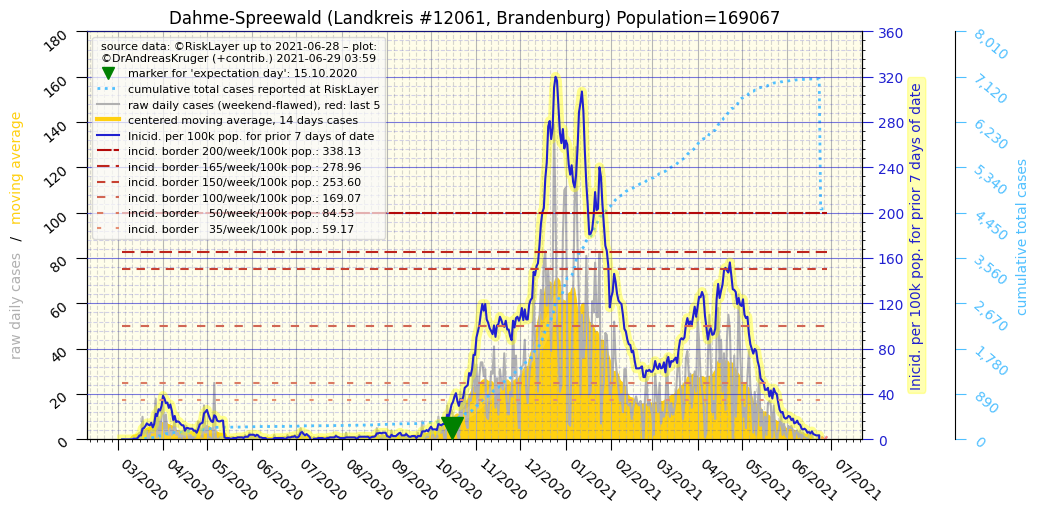 Dahme-Spreewald (Landkreis #12061, Brandenburg) Population=169067
source data: ©RiskLayer up to 2021-06-28 – plot:
©DrAndreasKruger (+contrib.) 2021-06-29 03:59
marker for 'expectation day': 15.10.2020
cumulative total cases reported at RiskLayer
raw daily cases (weekend-flawed), red: last 5
centered moving average, 14 days cases
Inicid. per 100k pop. for prior 7 days of date
incid. border 200/week/100k pop.: 338.13
incid. border 165/week/100k pop.: 278.96
incid. border 150/week/100k pop.: 253.60
incid. border 100/week/100k pop.: 169.07
incid. border 50/week/100k pop.: 84.53
incid. border 35/week/100k pop.: 59.17
raw daily cases / moving average
180
160
140
120
100
80
60
40
20
0
03/2020
04/2020
05/2020
06/2020
07/2020
08/2020
09/2020
10/2020
11/2020
12/2020
01/2021
02/2021
03/2021
04/2021
05/2021
06/2021
07/2021
360
320
280
240
200
160
120
80
40
0
Inicid. per 100k pop. for prior 7 days of date
8,010
7,120
6,230
5,340
4,450
3,560
2,670
1,780
890
0
cumulative total cases